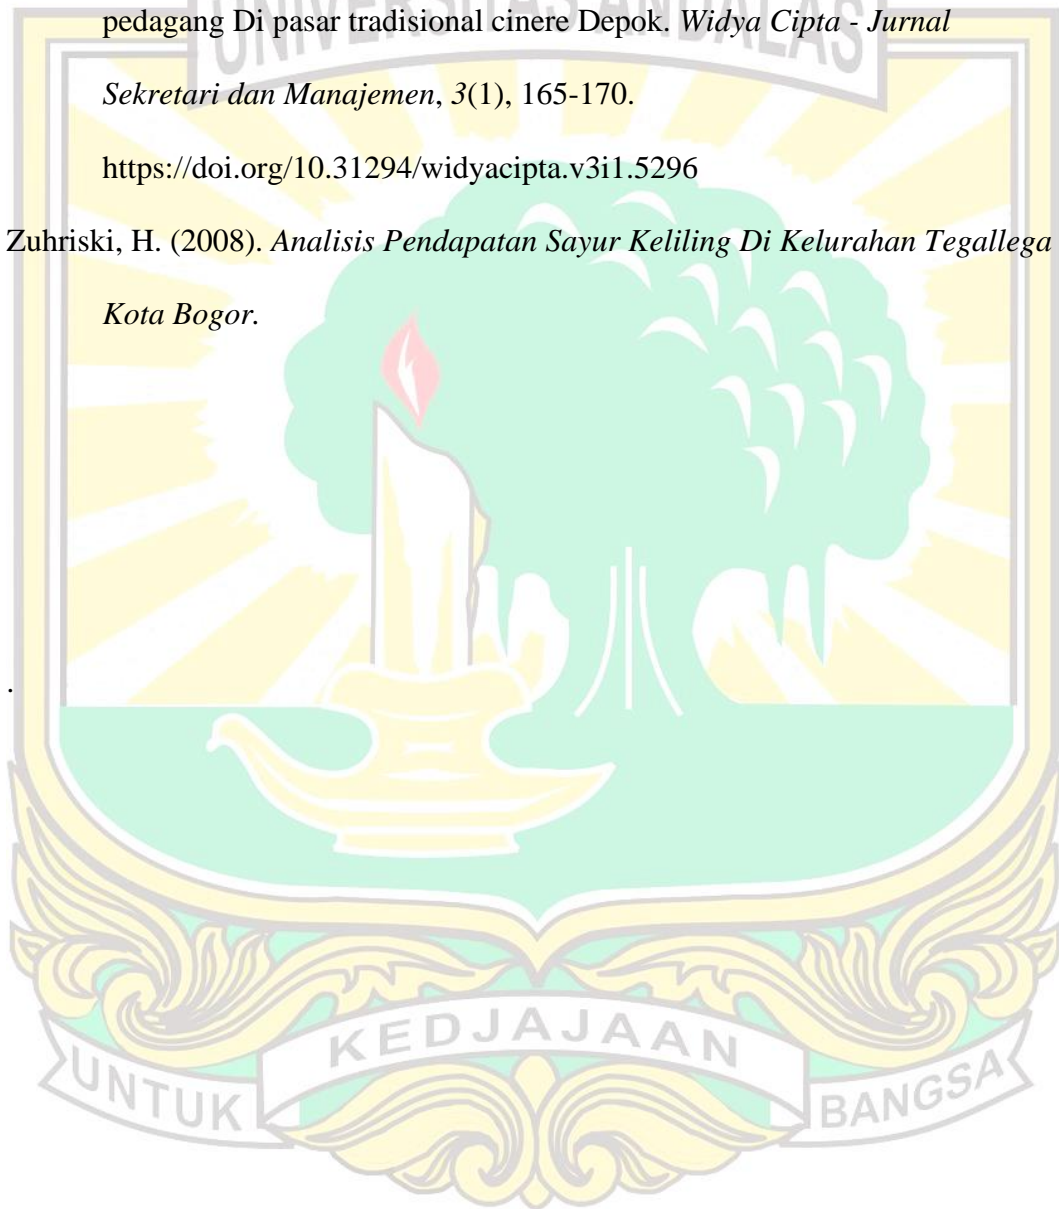 UNIVERSITAS ANDALAS
pedagang Di pasar tradisional cinere Depok. Widya Cipta - Jurnal
Sekretari dan Manajemen, 3(1), 165-170.
https://doi.org/10.31294/widyacipta.v3i1.5296
Zuhriski, H. (2008). Analisis Pendapatan Sayur Keliling Di Kelurahan Tegallega
Kota Bogor.
.
KEDJAJAAN
UNTUK
BANGSA